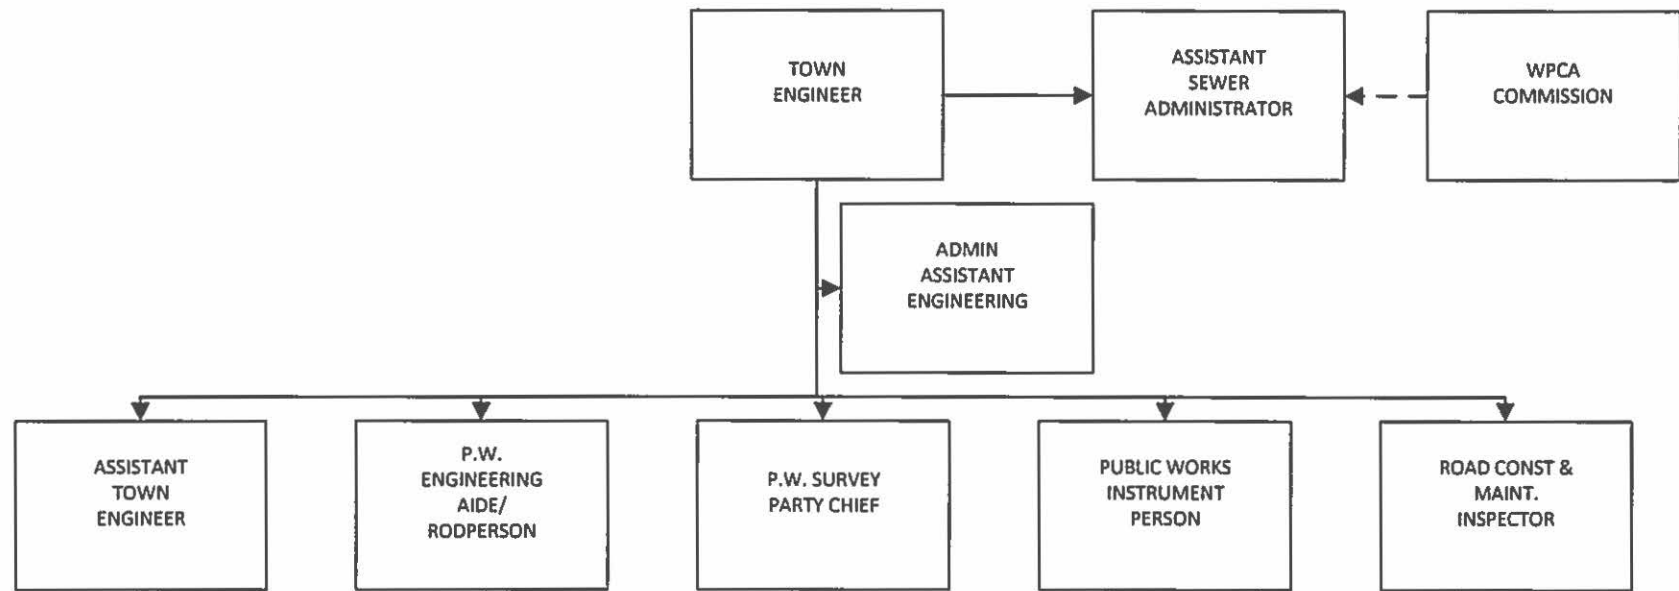 TOWN
ENGINEER
ASSISTANT
SEWER
ADMINISTRATOR
WPCA
COMMISSION
ADMIN
ASSISTANT
ENGINEERING
ASSISTANT
TOWN
ENGINEER
P.W.
ENGINEERING
AIDE/
RODPERSON
P.W. SURVEY
PARTY CHIEF
PUBLIC WORKS
INSTRUMENT
PERSON
ROAD CONST &
MAINT.
INSPECTOR